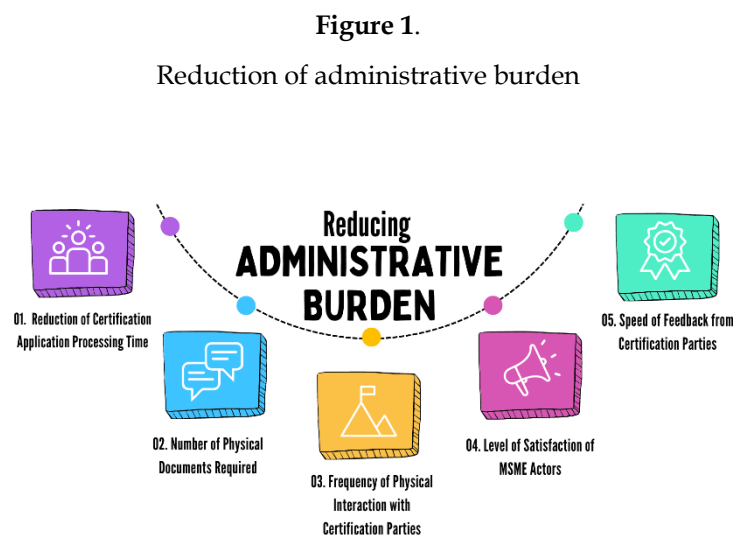 Figure 1.
Reduction of administrative burden
Reducing
ADMINISTRATIVE
BURDEN
01. Reduction of Certification
Application Processing Time
02. Number of Physical
Documents Required
03. Frequency of Physical
Interaction with
Certification Parties
04. Level of Satisfaction of
MSME Actors
05. Speed of Feedback from
Certification Parties